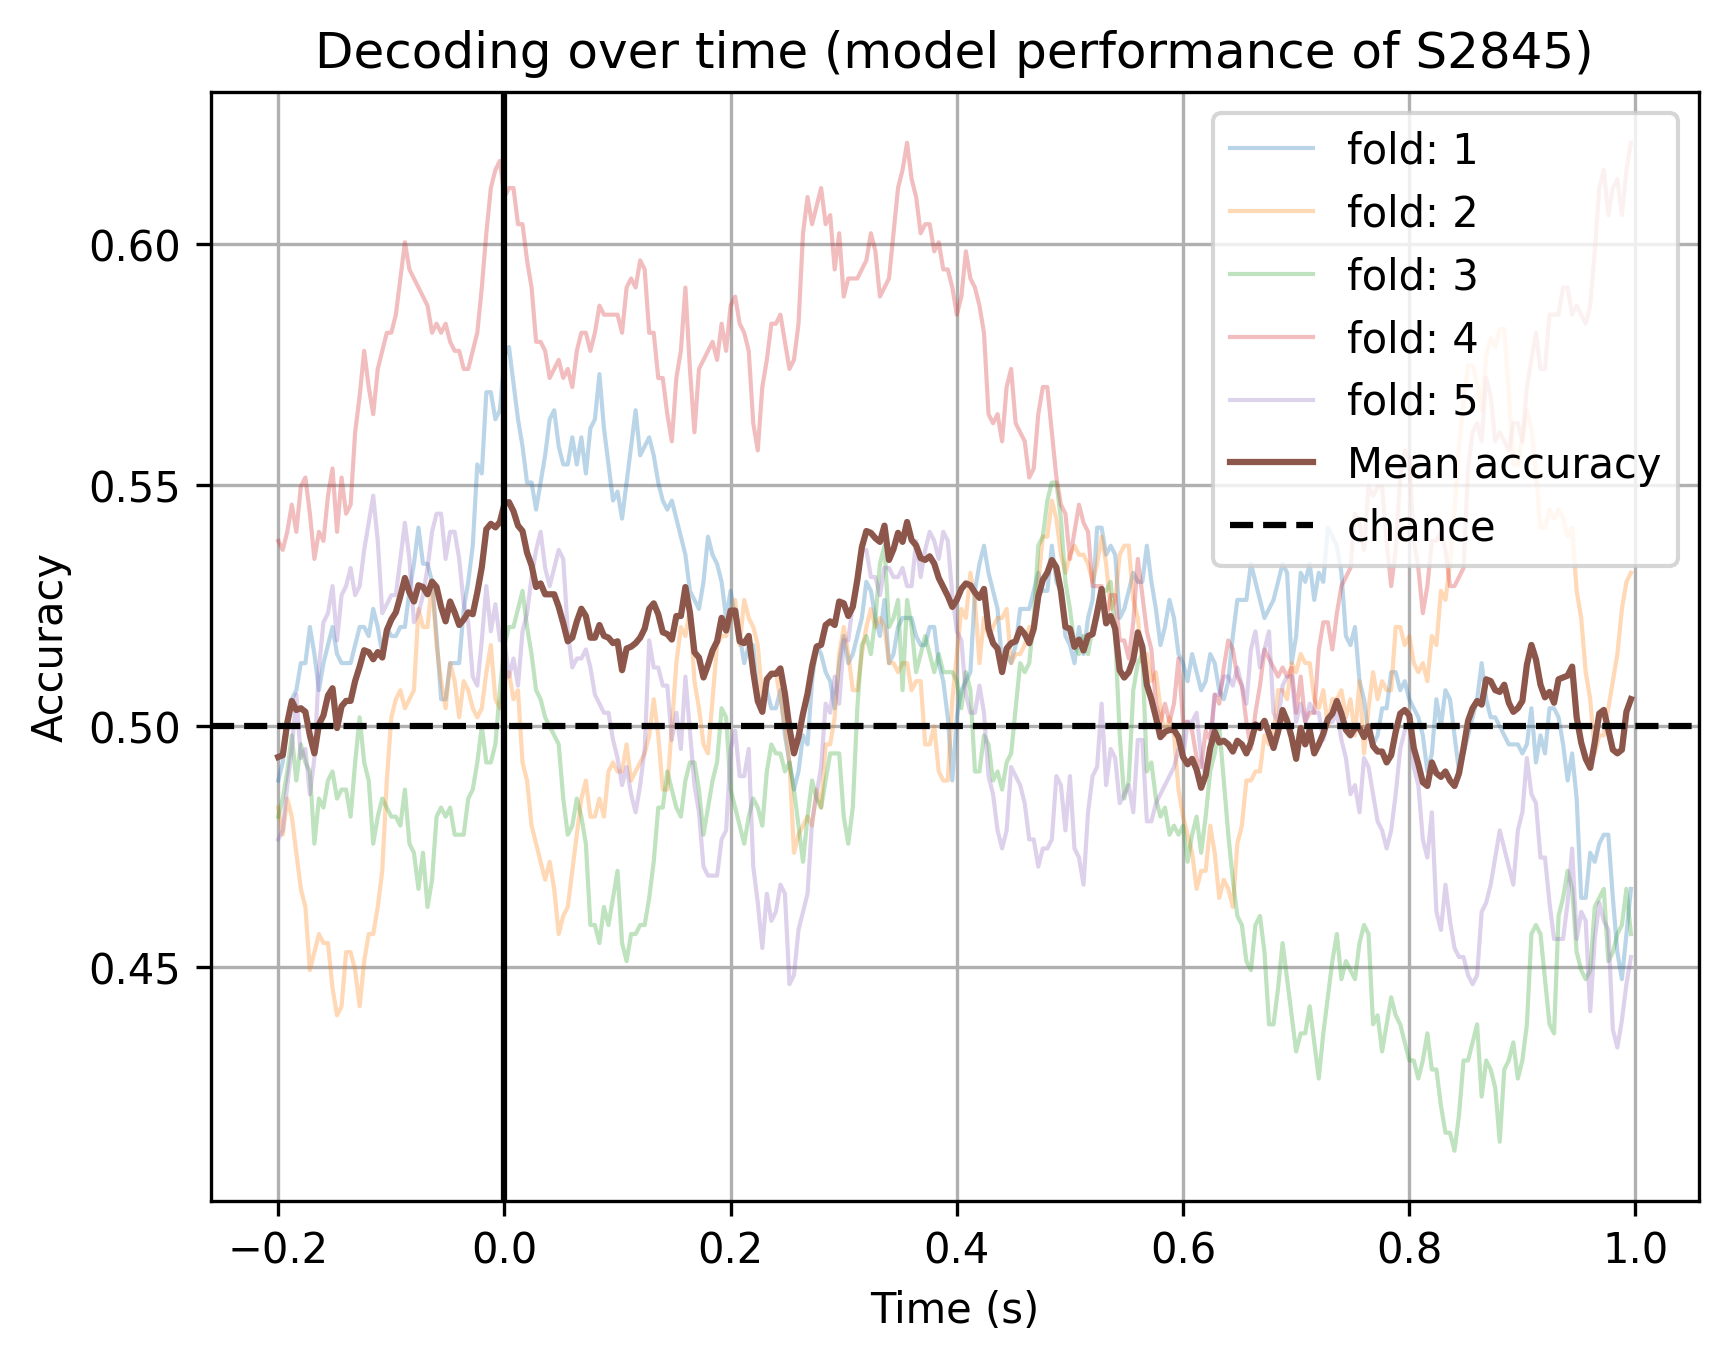 Decoding over time (model performance of S2845)
fold: 1
fold: 2
fold: 3
fold: 4
fold: 5
Mean accuracy
chance
Accuracy
0.60
0.55
0.50
0.45
−0.2
0.0
0.2
0.4
0.6
0.8
1.0
Time (s)